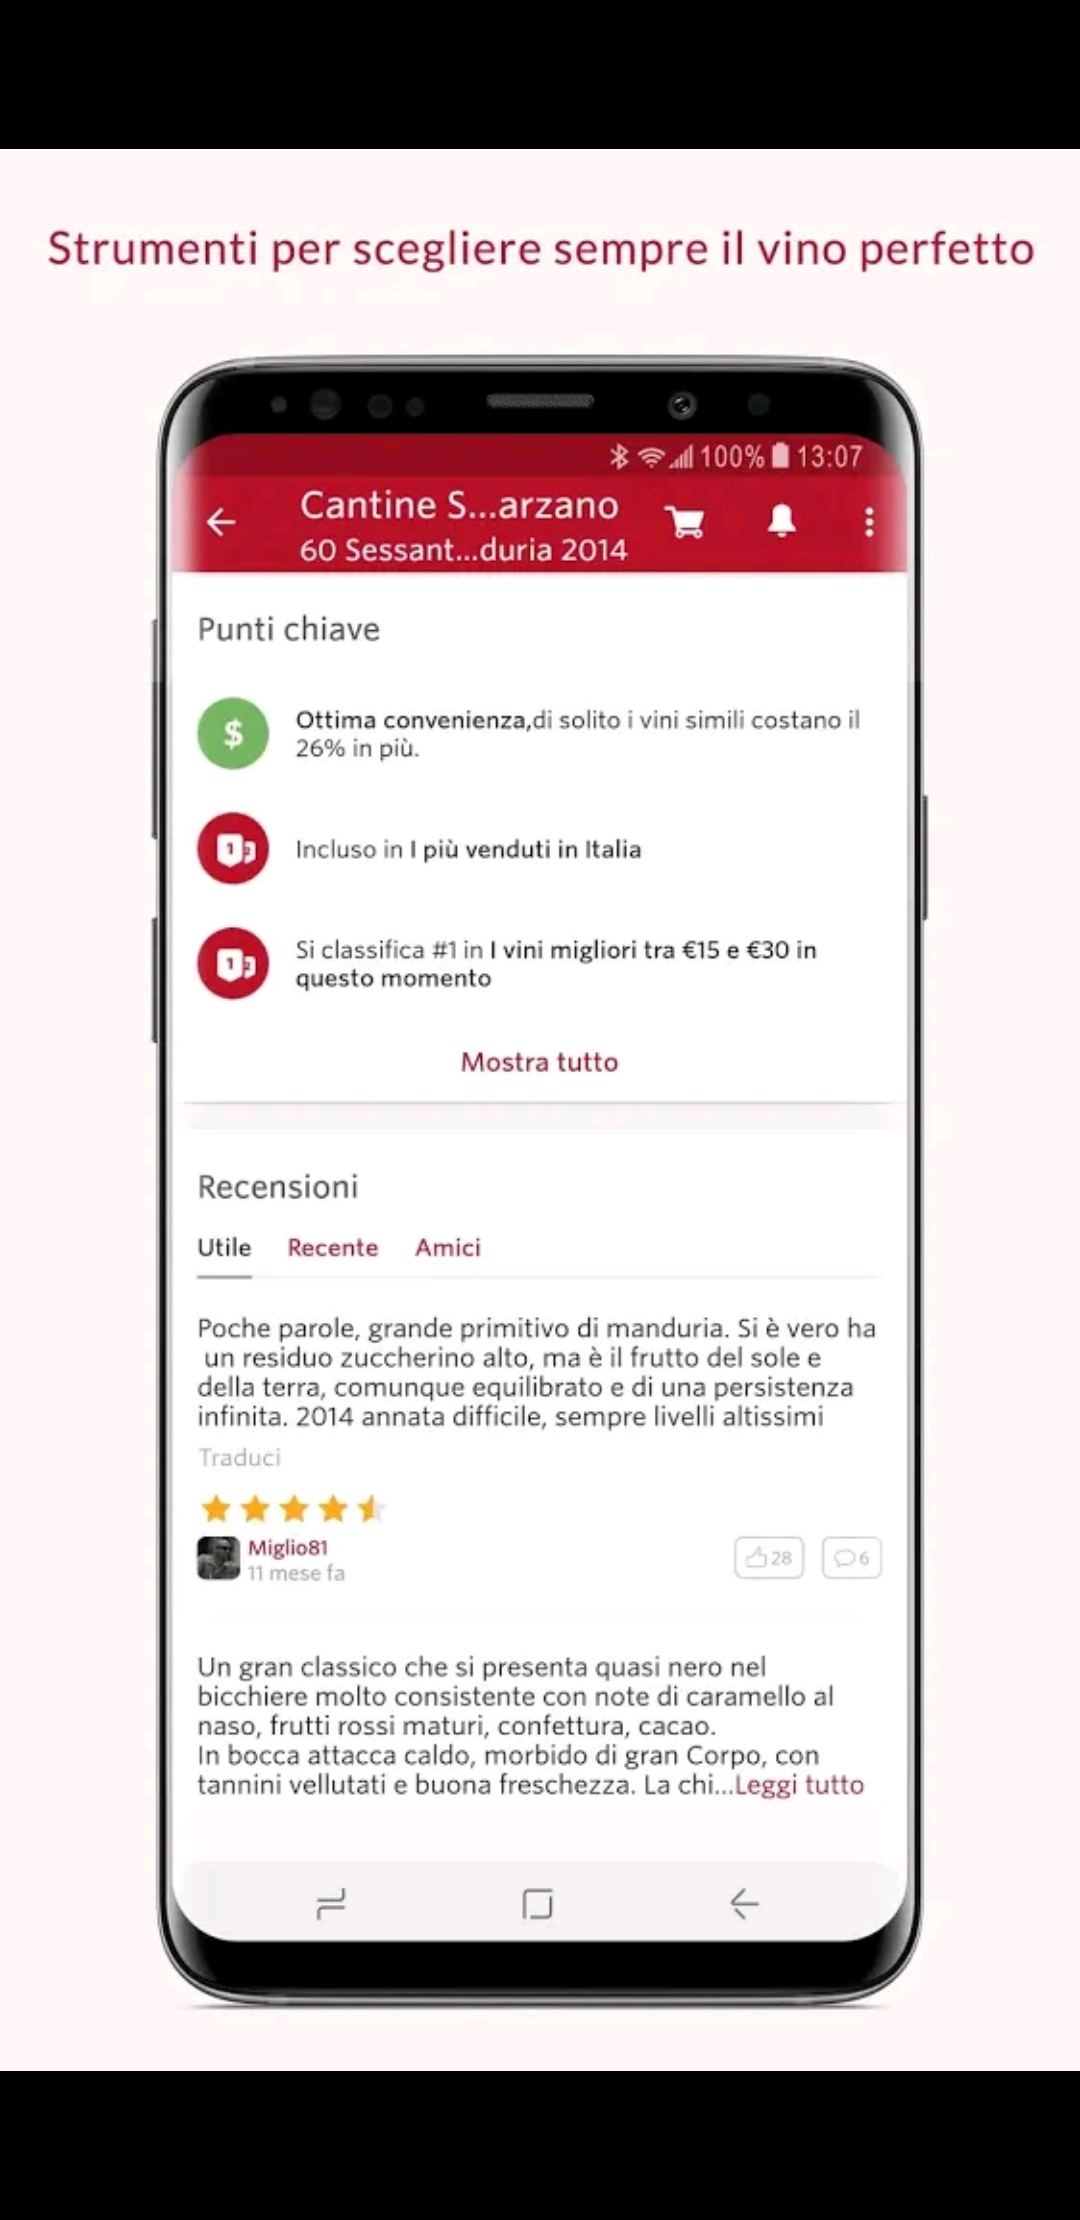 Strumenti per scegliere sempre il vino perfetto
100% 13:07
Cantine S...arzano
60 Sessant...duria 2014
Punti chiave
$
Ottima convenienza,di solito i vini simili costano il
26% in più.
1 2
Incluso in I più venduti in Italia
1 2
Si classifica #1 in I vini migliori tra €15 e €30 in
questo momento
Mostra tutto
Recensioni
Utile Recente Amici
Poche parole, grande primitivo di manduria. Si è vero ha
un residuo zuccherino alto, ma è il frutto del sole e
della terra, comunque equilibrato e di una persistenza
infinita. 2014 annata difficile, sempre livelli altissimi
Traduci
Miglio81
11 mese fa
28 6
Un gran classico che si presenta quasi nero nel
bicchiere molto consistente con note di caramello al
naso, frutti rossi maturi, confettura, cacao.
In bocca attacca caldo, morbido di gran Corpo, con
tannini vellutati e buona freschezza. La chi...Leggi tutto